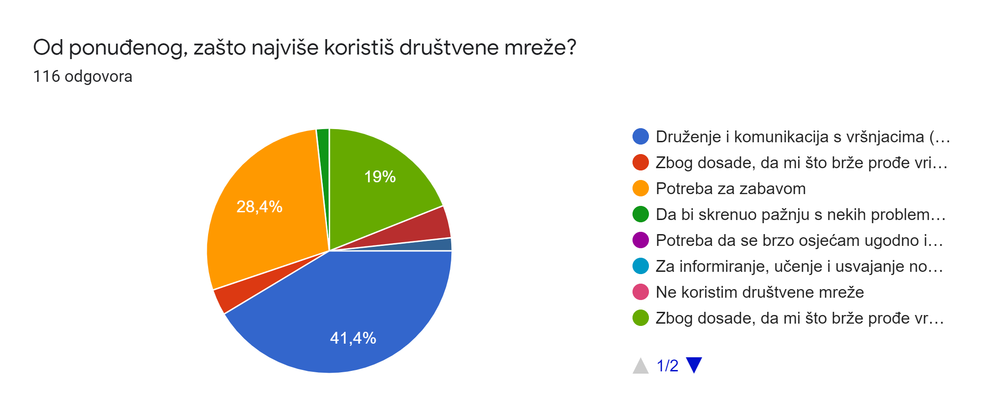 Od ponuđenog, zašto najviše koristiš društvene mreže?
116 odgovora
19%
28,4%
41,4%
Druženje i komunikacija s vršnjacima (…
Zbog dosade, da mi što brže prođe vri…
Potreba za zabavom
Da bi skrenuo pažnju s nekih problem…
Potreba da se brzo osjećam ugodno i…
Za informiranje, učenje i usvajanje no…
Ne koristim društvene mreže
Zbog dosade, da mi što brže prođe vr…
1/2